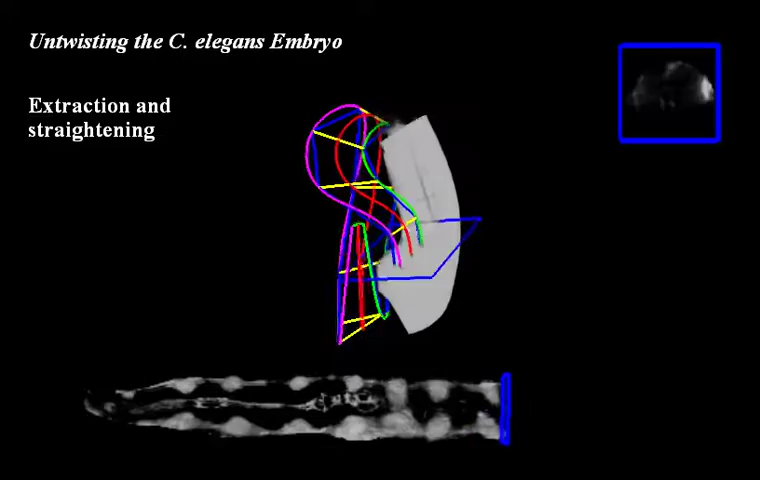 Untwisting the C. elegans Embryo
Extraction and
straightening